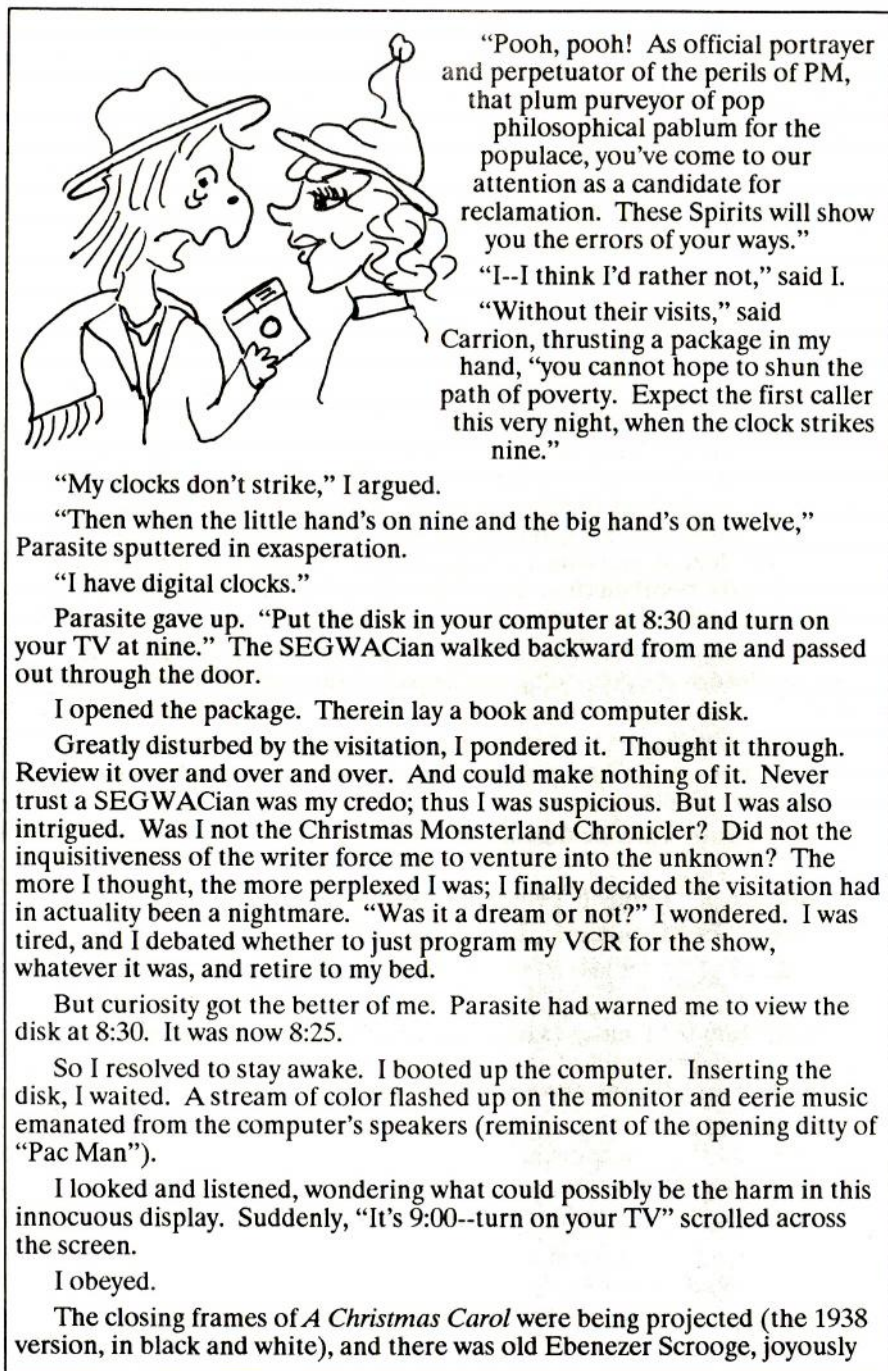 “Pooh, pooh! As official portrayer
and perpetuator of the perils of PM,
that plum purveyor of pop
philosophical pablum for the
populace, you’ve come to our
attention as a candidate for
reclamation. These Spirits will show
you the errors of your ways.”
“I--I think I’d rather not,” said I.
“Without their visits,” said
Carrion, thrusting a package in my
hand, “you cannot hope to shun the
path of poverty. Expect the first caller
this very night, when the clock strikes
nine.”
“My clocks don’t strike,” I argued.
“Then when the little hand’s on nine and the big hand’s on twelve,”
Parasite sputtered in exasperation.
“I have digital clocks.”
Parasite gave up. “Put the disk in your computer at 8:30 and turn on
your TV at nine.” The SEGWACian walked backward from me and passed
out through the door.
I opened the package. Therein lay a book and computer disk.
Greatly disturbed by the visitation, I pondered it. Thought it through.
Review it over and over and over. And could make nothing of it. Never
trust a SEGWACian was my credo; thus I was suspicious. But I was also
intrigued. Was I not the Christmas Monsterland Chronicler? Did not the
inquisitiveness of the writer force me to venture into the unknown? The
more I thought, the more perplexed I was; I finally decided the visitation had
in actuality been a nightmare. “Was it a dream or not?” I wondered. I was
tired, and I debated whether to just program my VCR for the show,
whatever it was, and retire to my bed.
But curiosity got the better of me. Parasite had warned me to view the
disk at 8:30. It was now 8:25.
So I resolved to stay awake. I booted up the computer. Inserting the
disk, I waited. A stream of color flashed up on the monitor and eerie music
emanated from the computer’s speakers (reminiscent of the opening ditty of
“Pac Man”).
I looked and listened, wondering what could possibly be the harm in this
innocuous display. Suddenly, “It’s 9:00--turn on your TV” scrolled across
the screen.
I obeyed.
The closing frames of A Christmas Carol were being projected (the 1938
version, in black and white), and there was old Ebenezer Scrooge, joyously